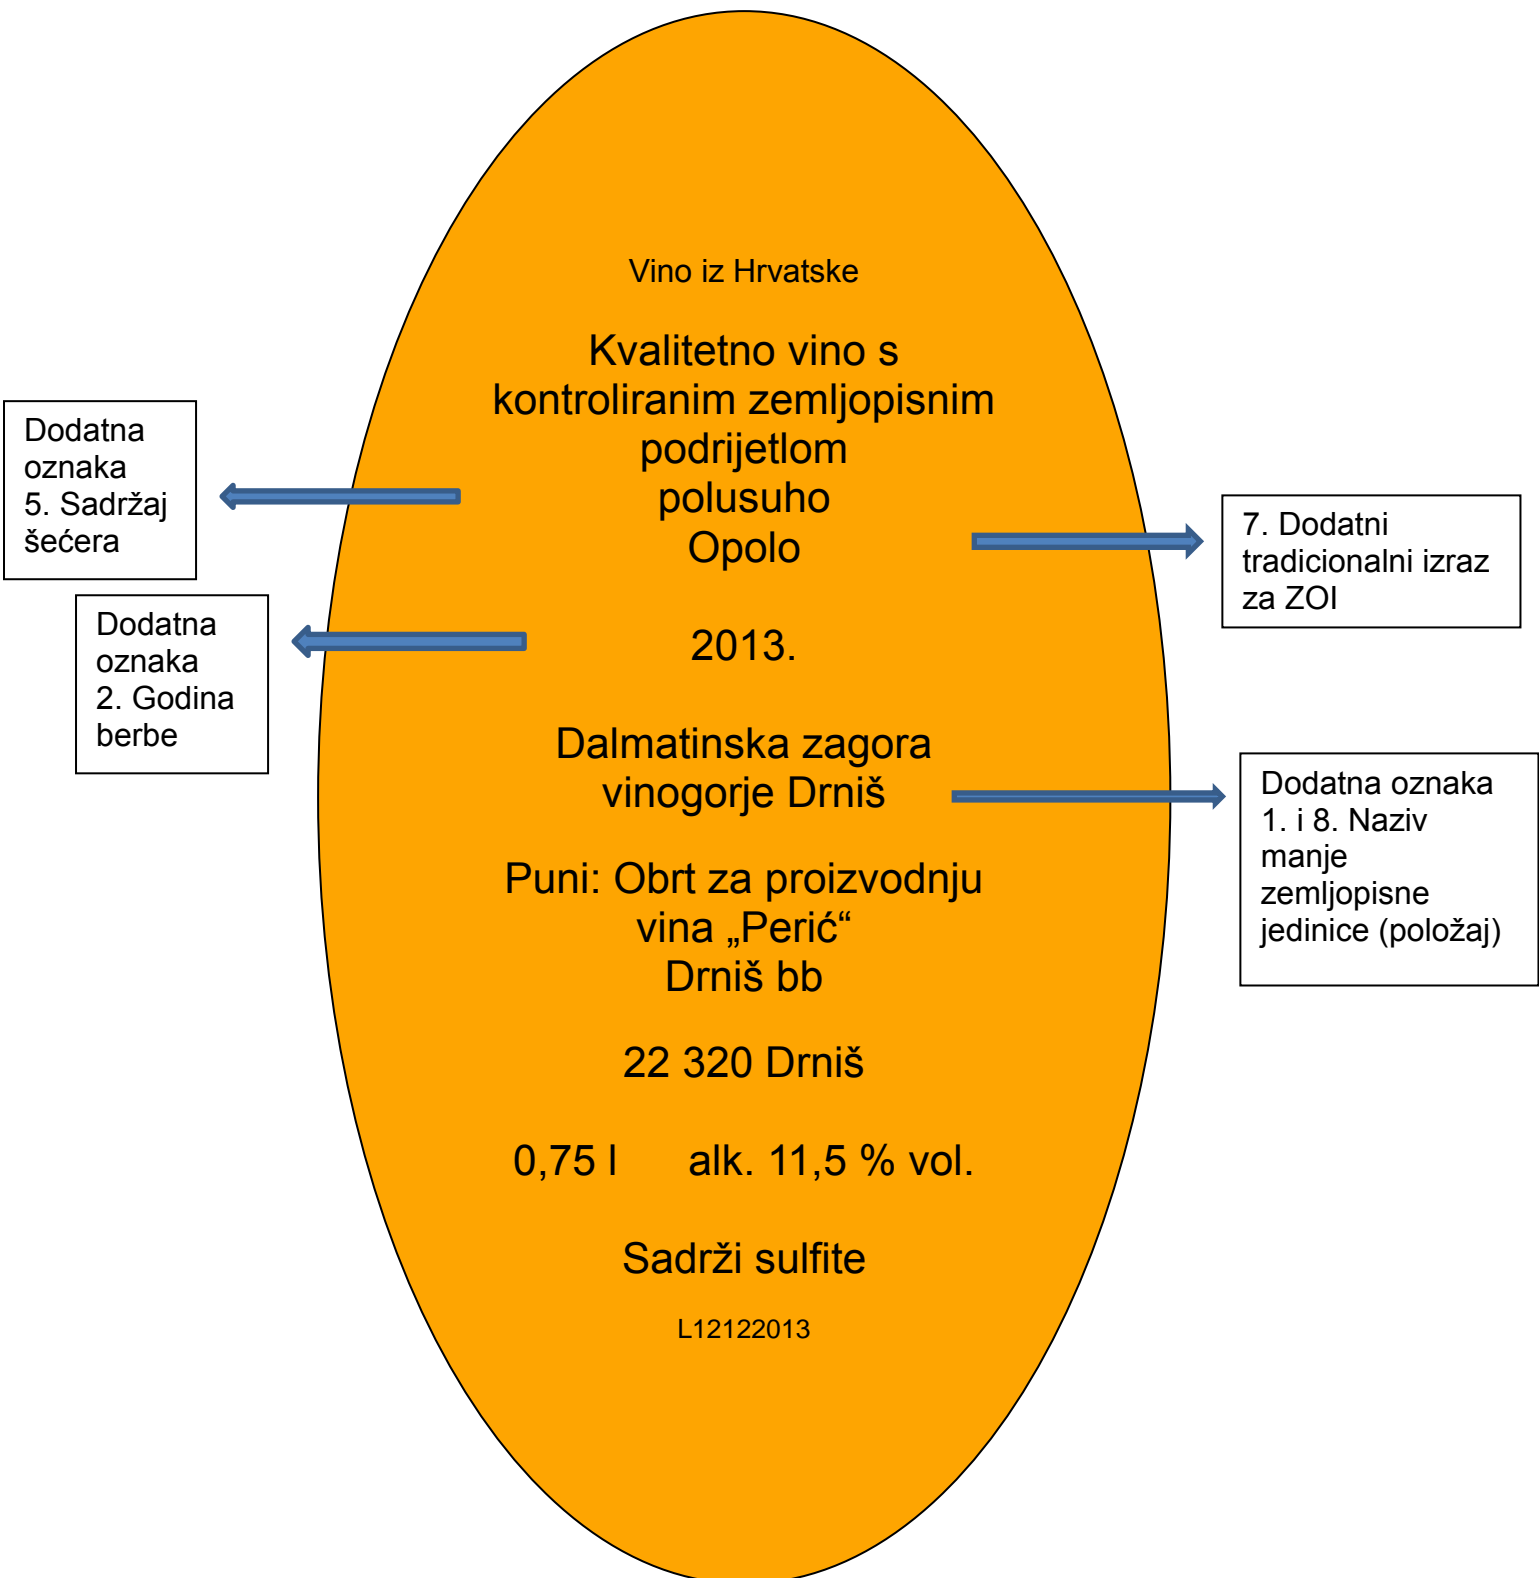 Vino iz Hrvatske
Kvalitetno vino s
kontroliranim zemljopisnim
podrijetlom
polusuho
Opolo
2013.
Dalmatinska zagora
vinogorje Drniš
Puni: Obrt za proizvodnju
vina „Perić“
Drniš bb
22 320 Drniš
0,75 l alk. 11,5 % vol.
Sadrži sulfite
L12122013
Dodatna
oznaka
5. Sadržaj
šećera
Dodatna
oznaka
2. Godina
berbe
7. Dodatni
tradicionalni izraz
za ZOI
Dodatna oznaka
1. i 8. Naziv
manje
zemljopisne
jedinice (položaj)